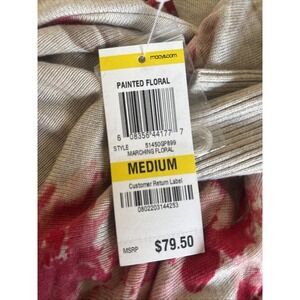 macys.com
PAINTED FLORAL
6 08356 44177 7
STYLE 51450GP899
MARCHING FLORAL
MEDIUM
Customer Return Label
0802203144253
MSRP $79.50